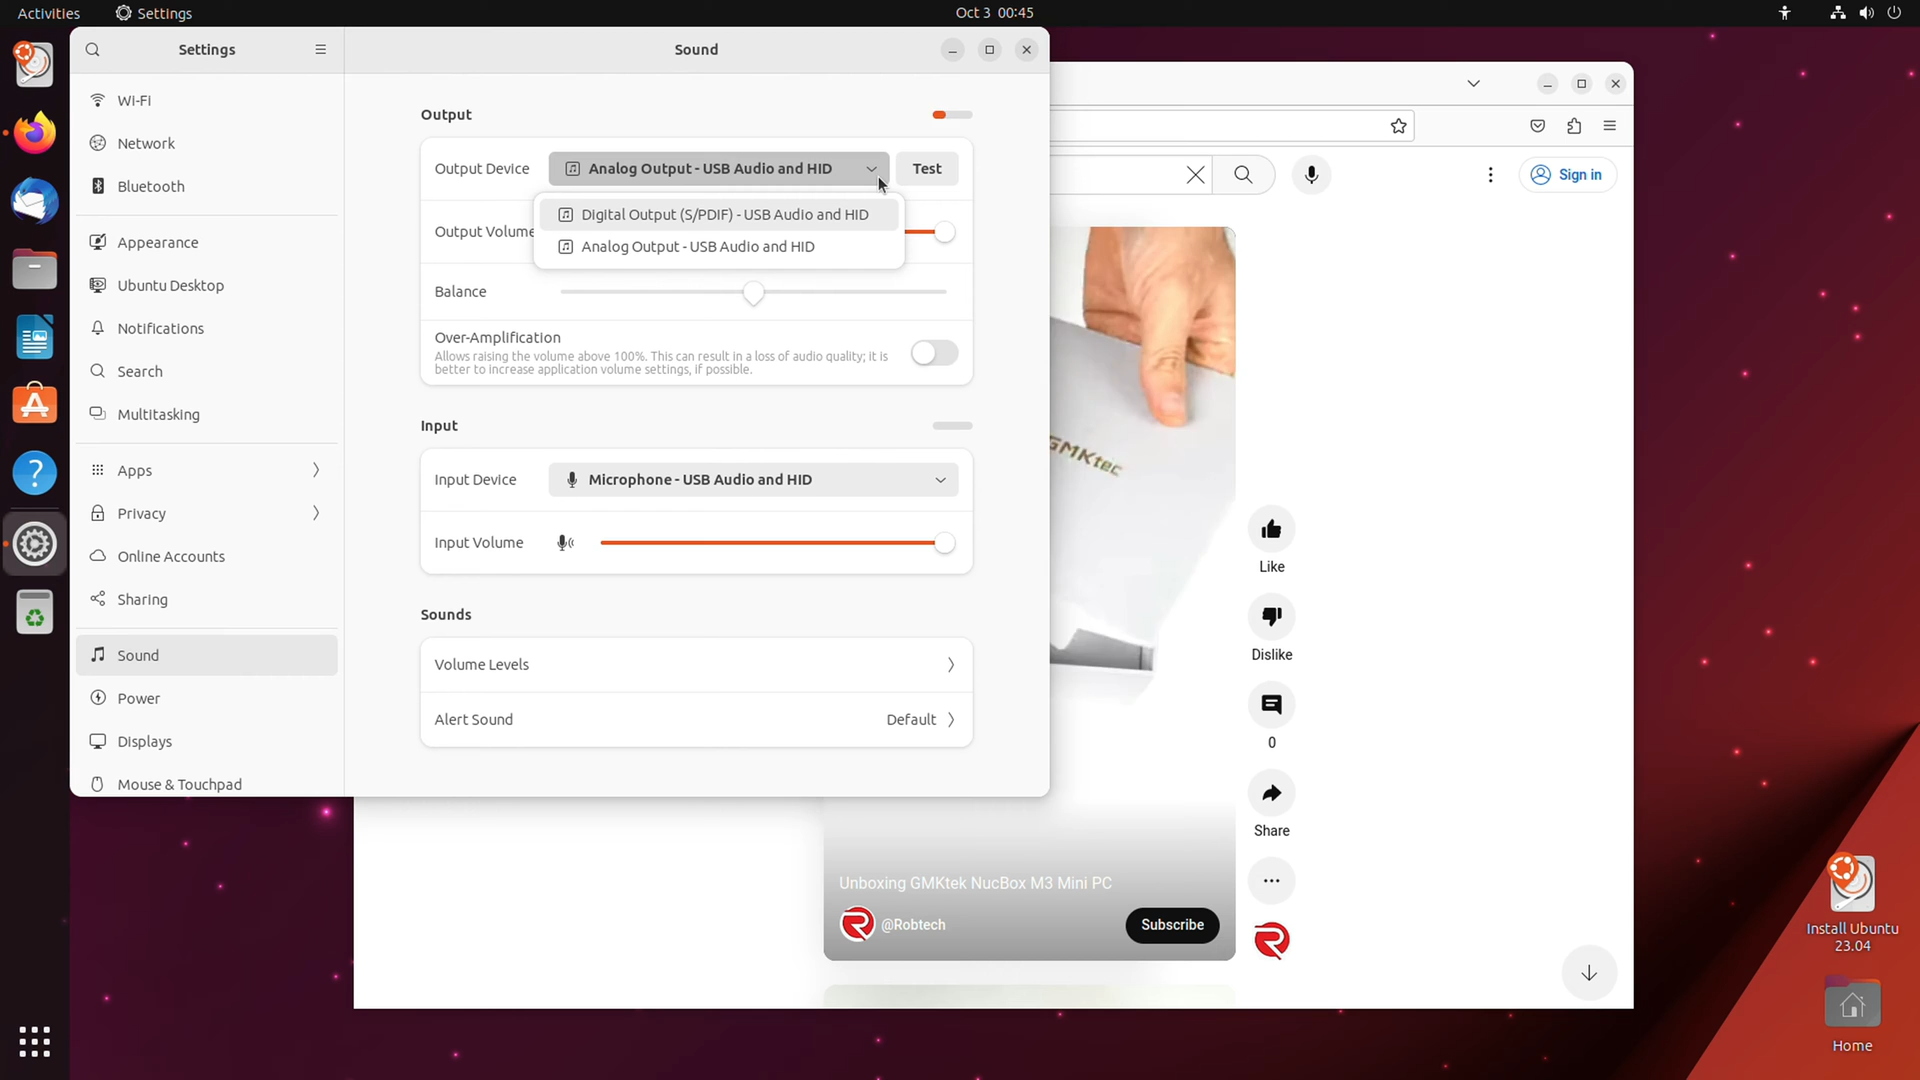 Activities
Settings
Oct 3 00:45
Settings
Sound
Wi-Fi
Network
Bluetooth
Appearance
Ubuntu Desktop
Notifications
Search
Multitasking
Apps
Privacy
Online Accounts
Sharing
Sound
Power
Displays
Mouse & Touchpad
Output
Output Device
Analog Output - USB Audio and HID
Test
Digital Output (S/PDIF) - USB Audio and HID
Analog Output - USB Audio and HID
Output Volume
Balance
Over-Amplification
Allows raising the volume above 100%. This can result in a loss of audio quality; it is
better to increase application volume settings, if possible.
Input
Input Device
Microphone - USB Audio and HID
Input Volume
Sounds
Volume Levels
Alert Sound
Default
Sign in
GMKtec
Like
Dislike
0
Share
Unboxing GMKtek NucBox M3 Mini PC
@Robtech
Subscribe
Install Ubuntu
23.04
Home